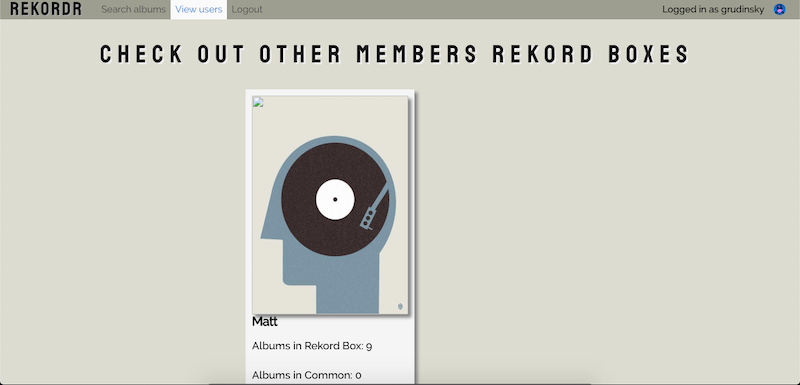 REKORDR Search albums View users Logout Logged in as grudinsky
CHECK OUT OTHER MEMBERS REKORD BOXES
Matt
Albums in Rekord Box: 9
Albums in Common: 0